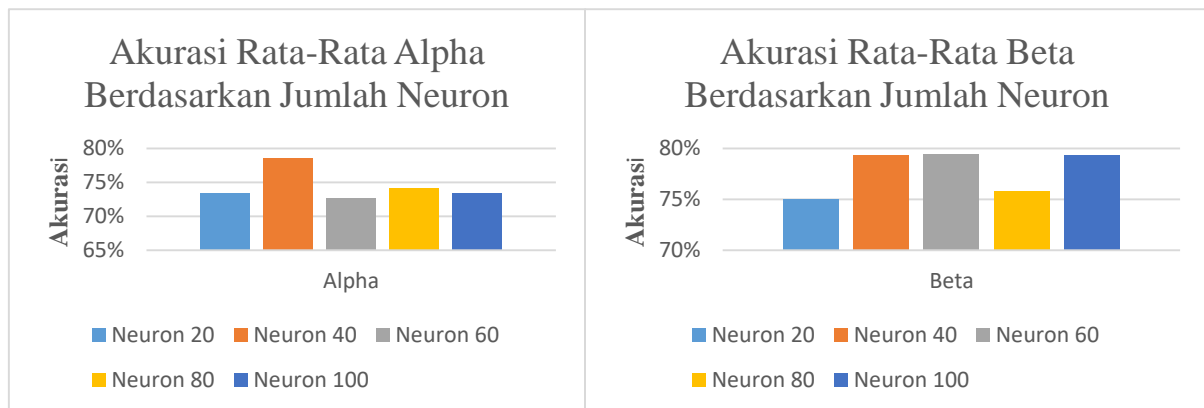 Akurasi Rata-Rata Alpha
Berdasarkan Jumlah Neuron
80%
75%
70%
65%
Akurasi
Alpha
Neuron 20 Neuron 40 Neuron 60
Neuron 80 Neuron 100
Akurasi Rata-Rata Beta
Berdasarkan Jumlah Neuron
80%
75%
70%
Akurasi
Beta
Neuron 20 Neuron 40 Neuron 60
Neuron 80 Neuron 100